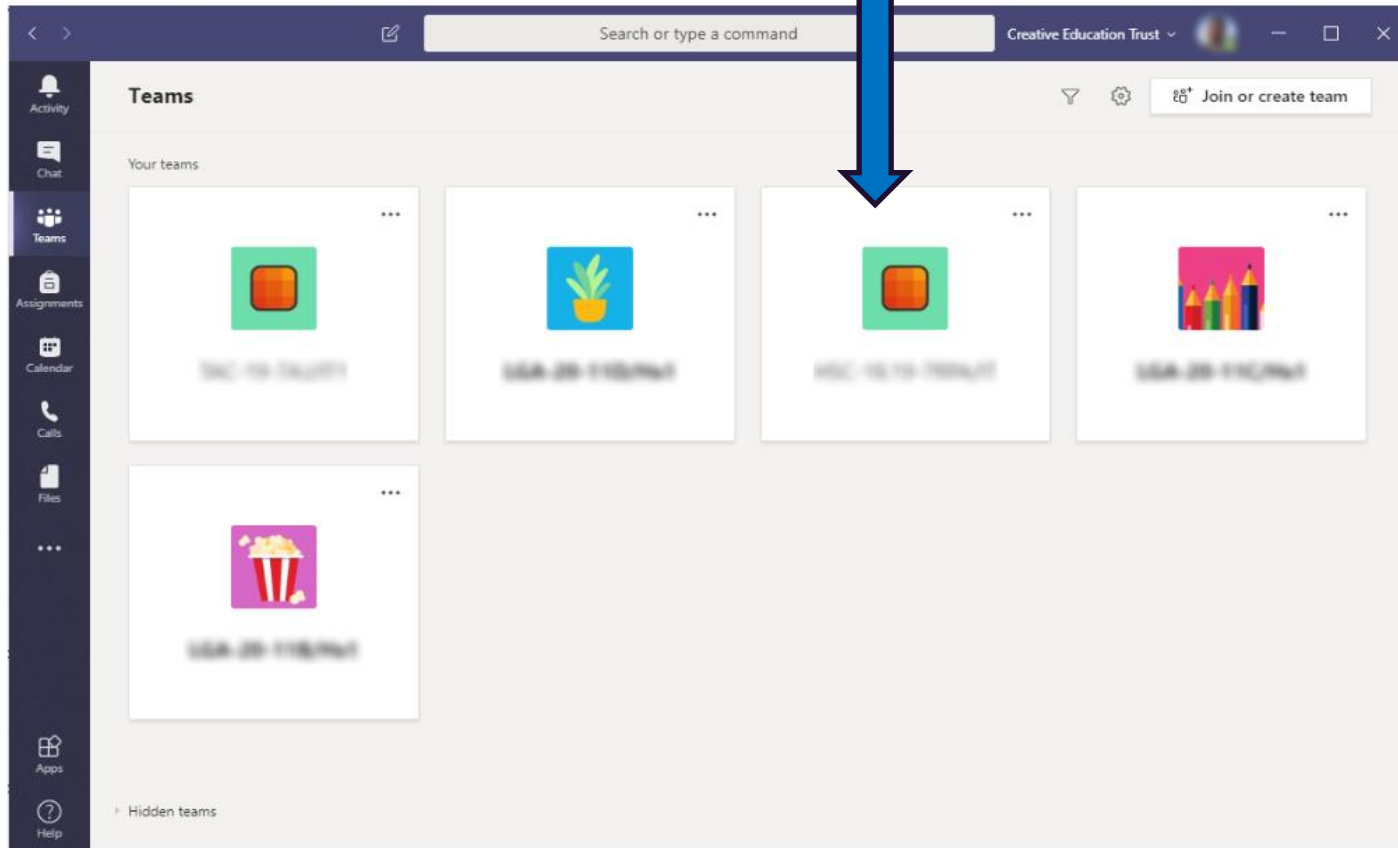 Search or type a command
Creative Education Trust
Activity
Teams
Join or create team
Chat
Your teams
Teams
Assignments
Calendar
Calls
Files
Apps
Hidden teams
Help